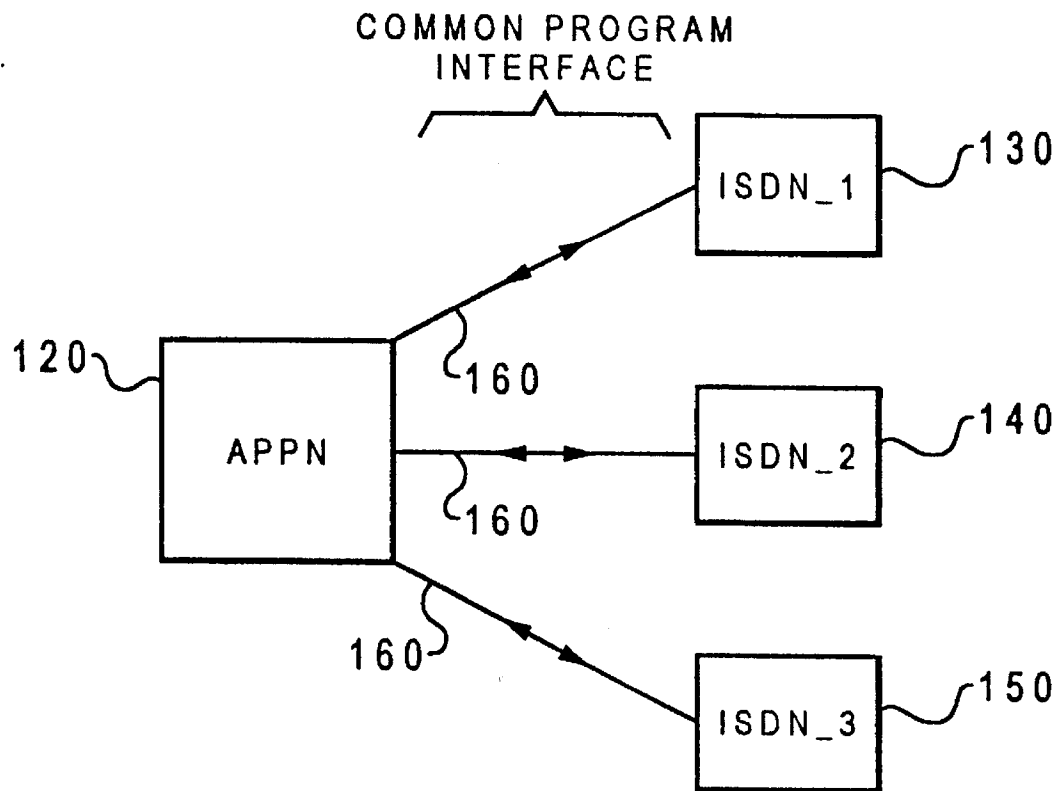 COMMON PROGRAM
INTERFACE
ISDN_1
130
120
160
APPN
ISDN_2
140
160
160
ISDN_3
150